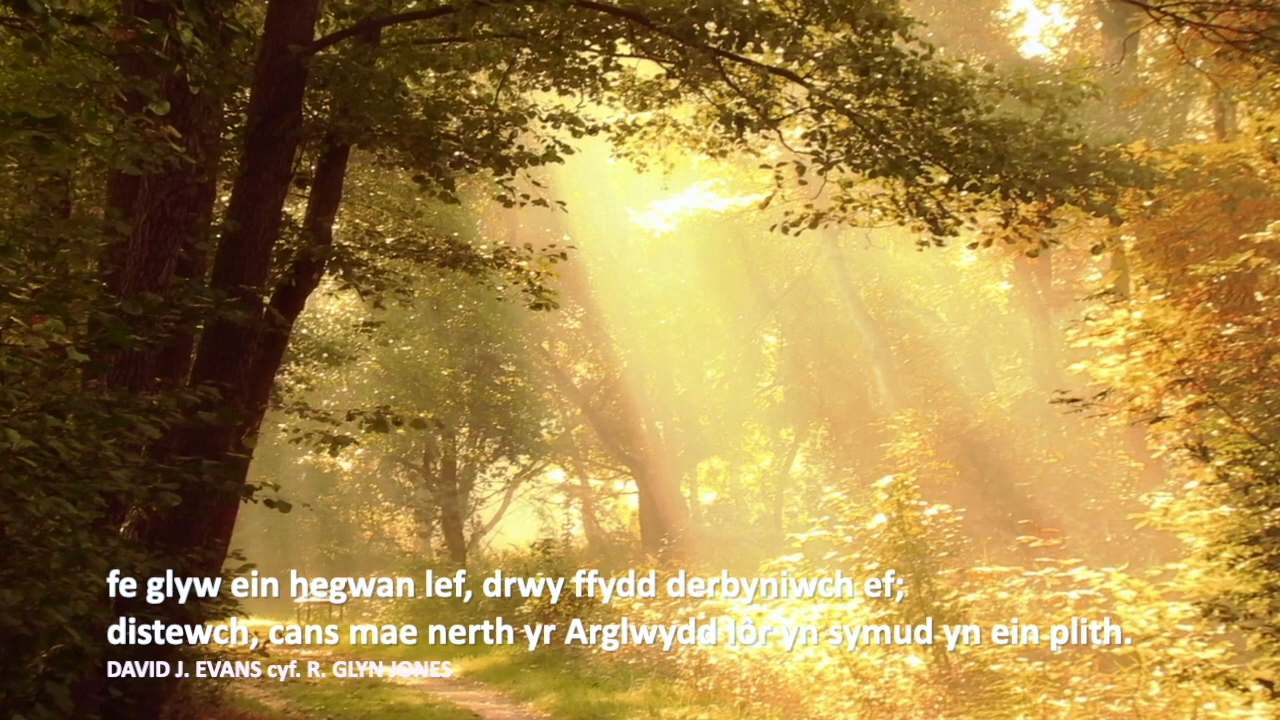 fe glyw ein hegwan lef, drwy ffydd derbyniwch ef;
distewch, cans mae nerth yr Arglwydd Iôr yn symud yn ein plith.
DAVID J. EVANS cyf. R. GLYN JONES